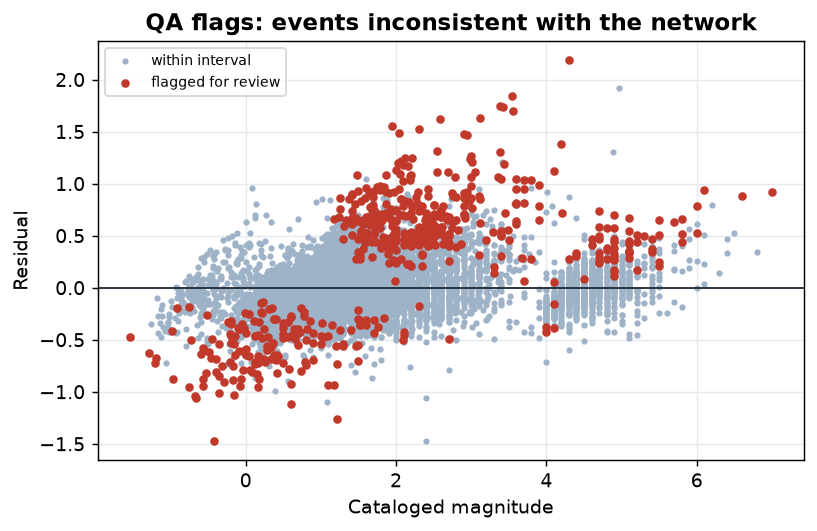 QA flags: events inconsistent with the network
within interval
flagged for review
2.0
1.5
1.0
0.5
0.0
−0.5
−1.0
−1.5
Residual
0 2 4 6
Cataloged magnitude